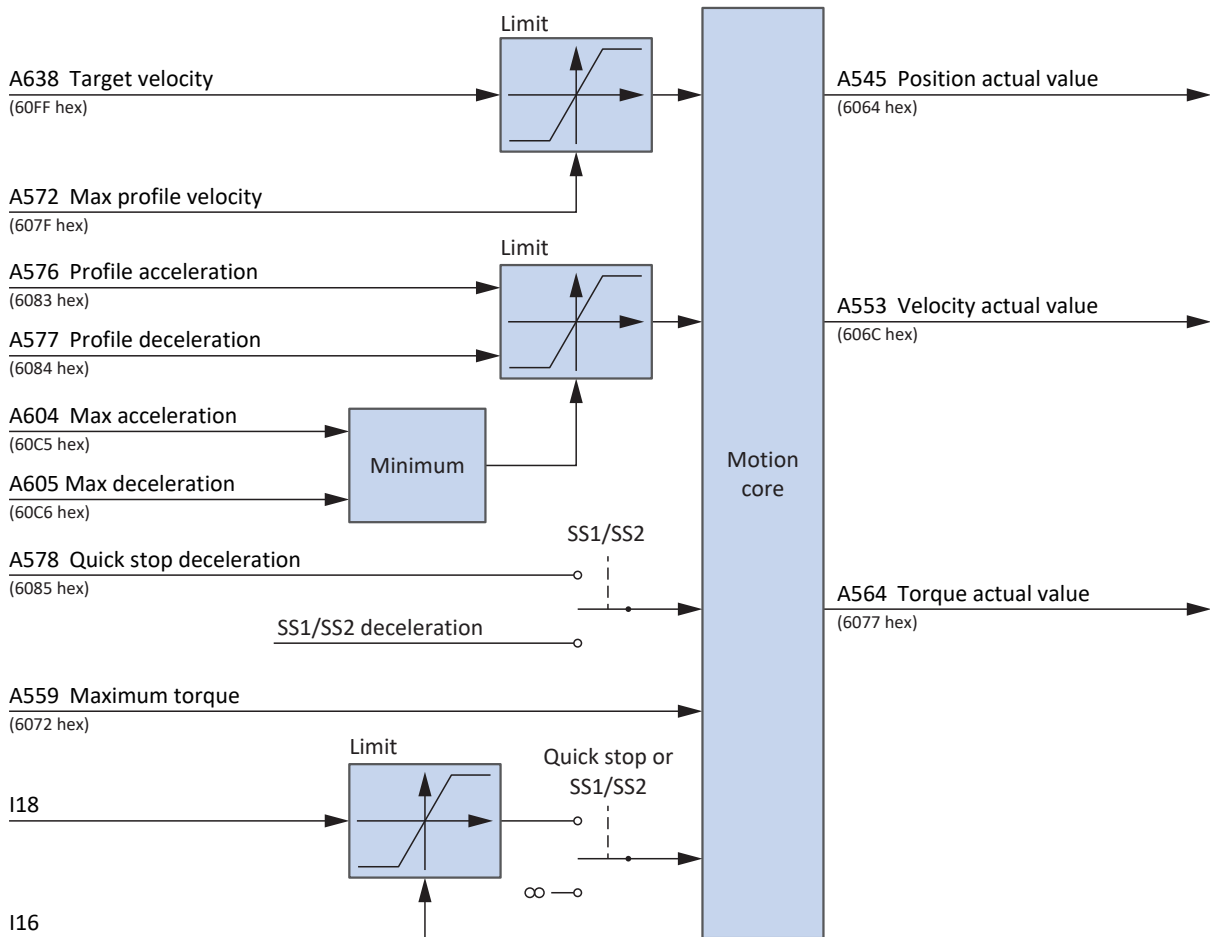 Limit
A638 Target velocity
(60FF hex)
A545 Position actual value
(6064 hex)
A572 Max profile velocity
(607F hex)
Limit
A576 Profile acceleration
(6083 hex)
A577 Profile deceleration
(6084 hex)
A553 Velocity actual value
(606C hex)
A604 Max acceleration
(60C5 hex)
A605 Max deceleration
(60C6 hex)
Minimum
Motion
core
SS1/SS2
A578 Quick stop deceleration
(6085 hex)
SS1/SS2 deceleration
A564 Torque actual value
(6077 hex)
A559 Maximum torque
(6072 hex)
Limit
Quick stop or
SS1/SS2
I18
∞
I16